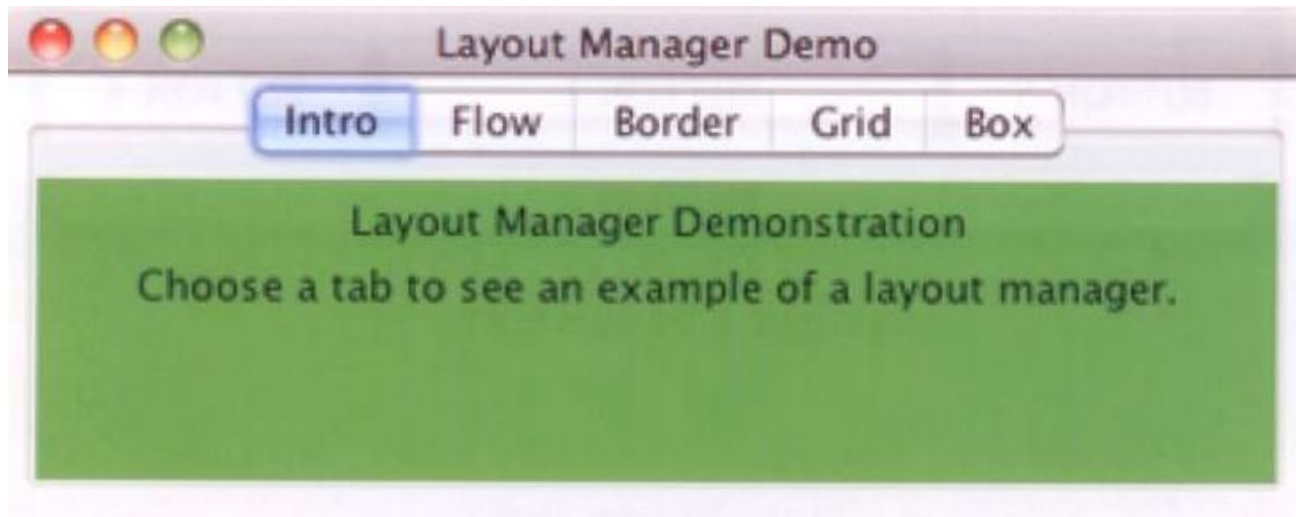 Layout Manager Demo
Intro Flow Border Grid Box
Layout Manager Demonstration
Choose a tab to see an example of a layout manager.